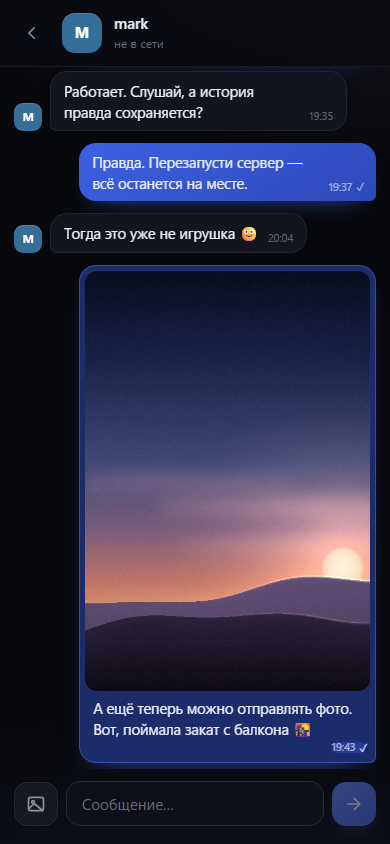 M
mark
не в сети
Работает. Слушай, а история
правда сохраняется?
19:35
M
Правда. Перезапусти сервер —
всё останется на месте.
19:37 ✓
Тогда это уже не игрушка 🙂
20:04
M
А ещё теперь можно отправлять фото.
Вот, поймала закат с балкона 🌇
19:43 ✓
Сообщение...